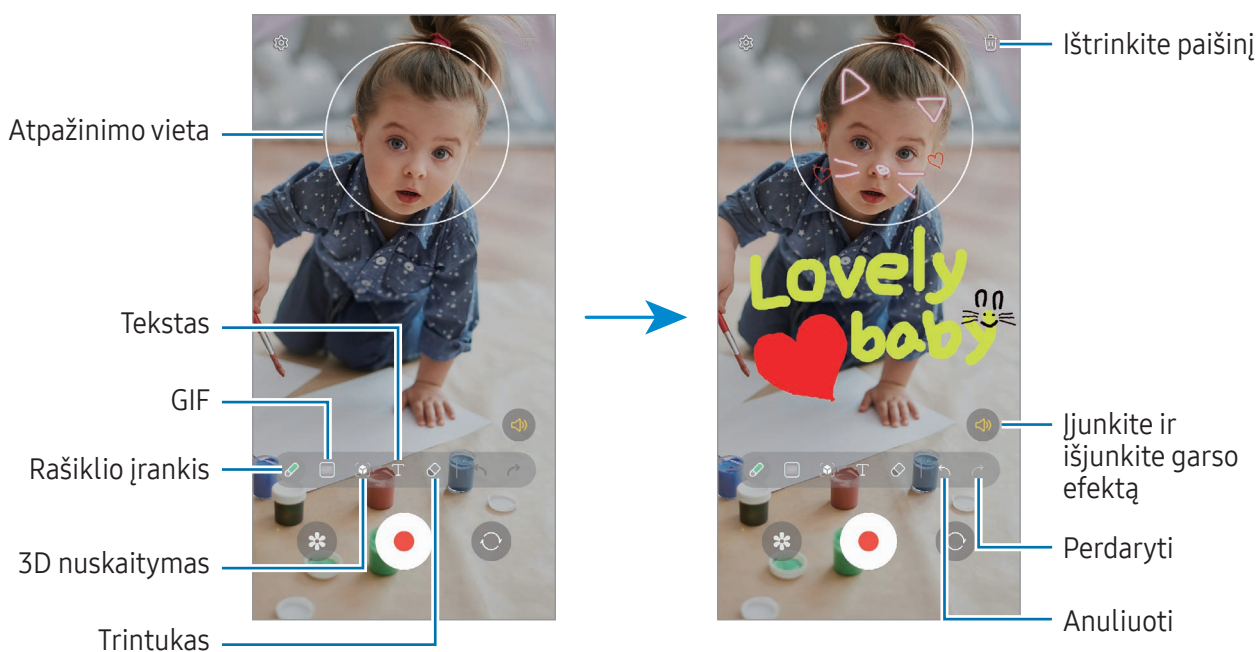 Atpažinimo vieta
Tekstas
GIF
Rašiklio įrankis
3D nuskaitymas
Trintukas
T
Lovely
baby
T
Ištrinkite paišinį
Įjunkite ir
išjunkite garso
efektą
Perdaryti
Anuliuoti